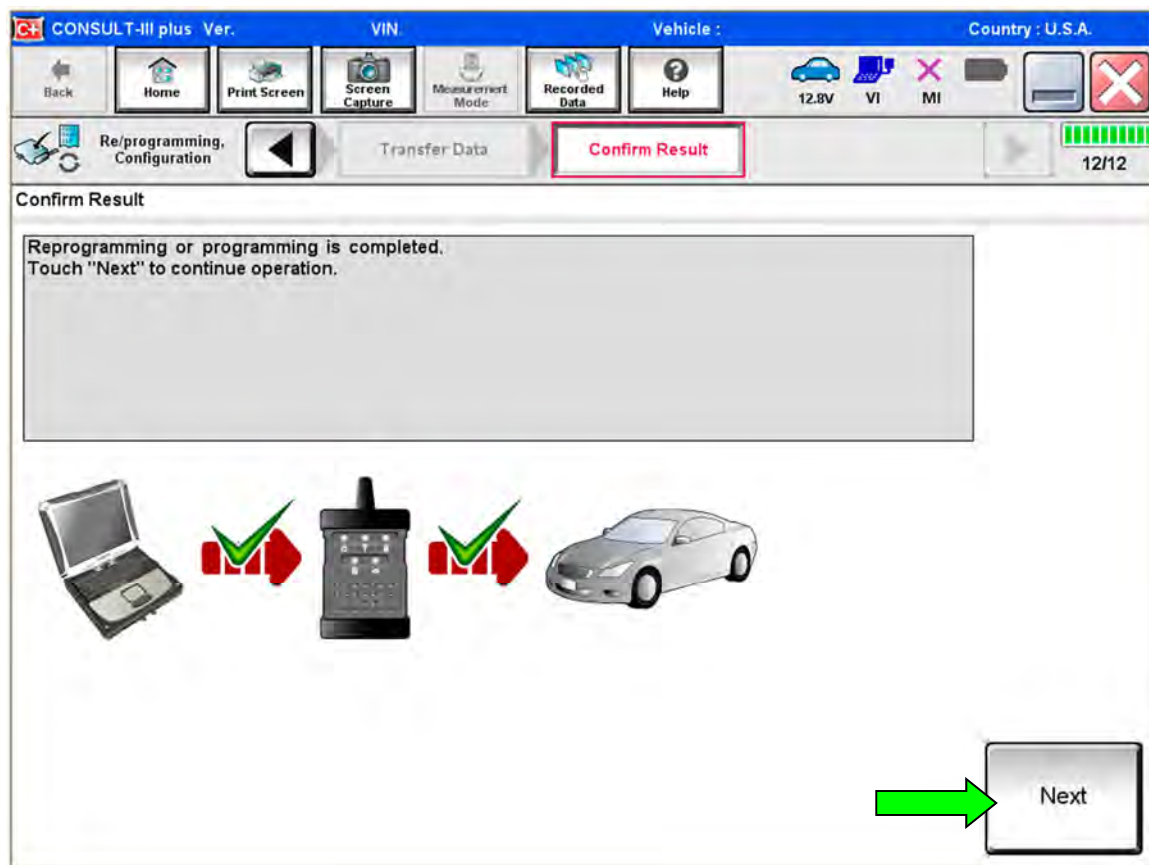 C+ CONSULT-III plus Ver. VIN Vehicle : Country : U.S.A.
Back
Home
Print Screen
Screen
Capture
Measurement
Mode
Recorded
Data
Help
12.8V
VI
MI
Re/programming,
Configuration
Transfer Data
Confirm Result
12/12
Confirm Result
Reprogramming or programming is completed.
Touch "Next" to continue operation.
Next